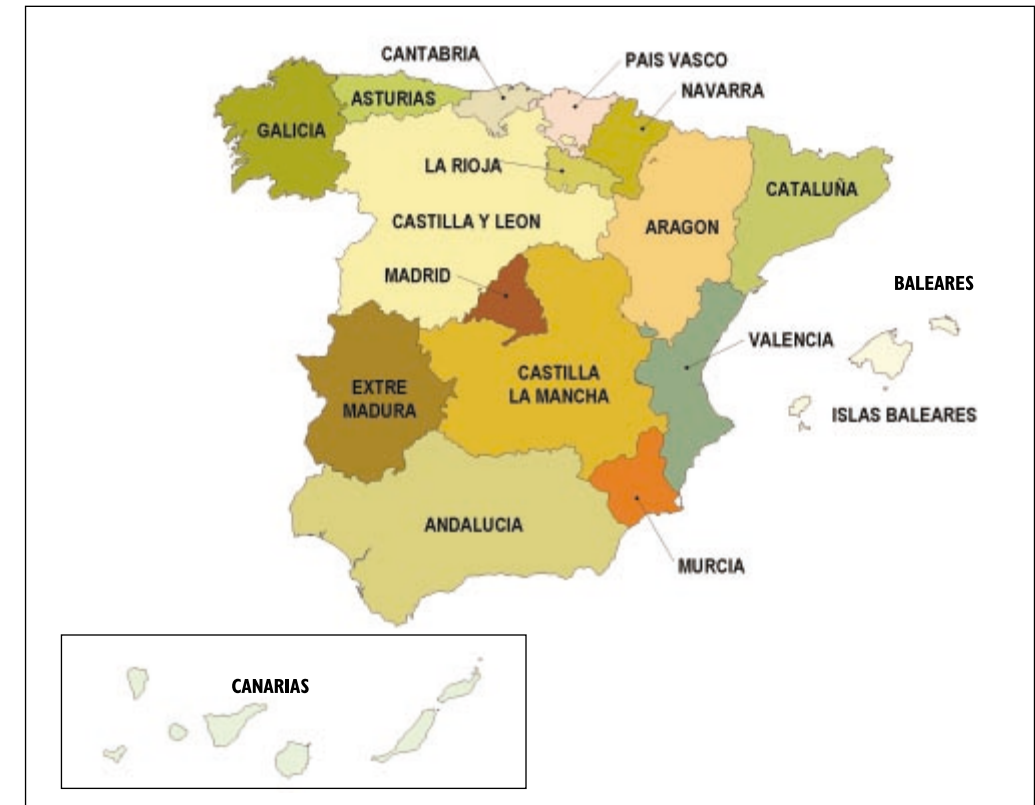 CANTABRIA
PAIS VASCO
NAVARRA
ASTURIAS
GALICIA
LA RIOJA
CATALUÑA
CASTILLA Y LEON
ARAGON
MADRID
BALEARES
VALENCIA
CASTILLA
LA MANCHA
EXTRE
MADURA
ISLAS BALEARES
ANDALUCIA
MURCIA
CANARIAS